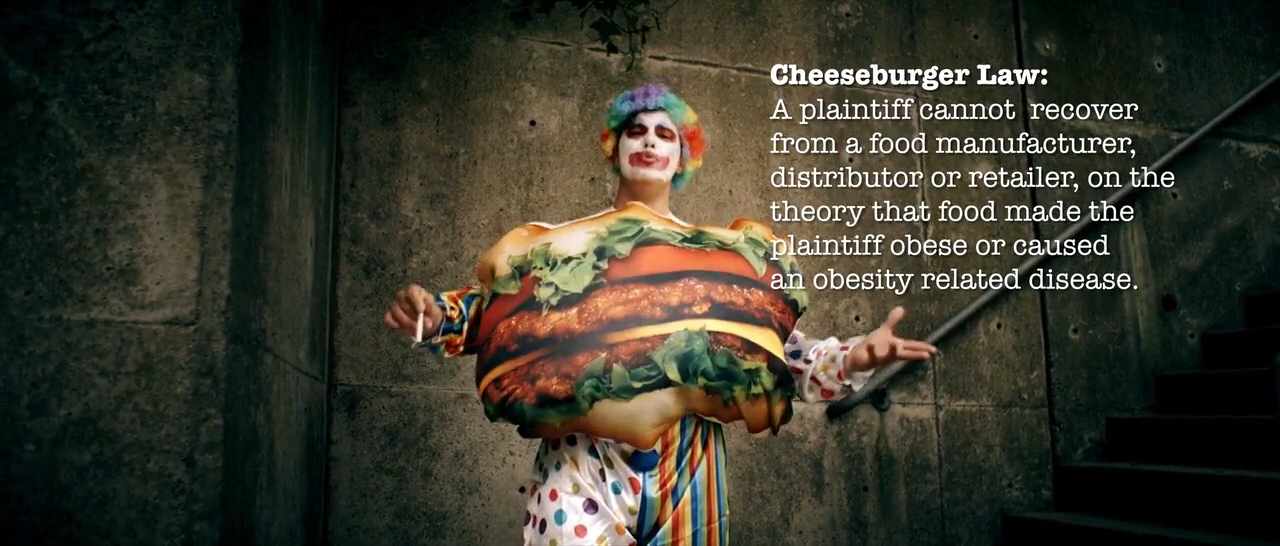 Cheeseburger Law:
A plaintiff cannot  recover
from a food manufacturer,
distributor or retailer, on the
theory that food made the
plaintiff obese or caused
an obesity related disease.